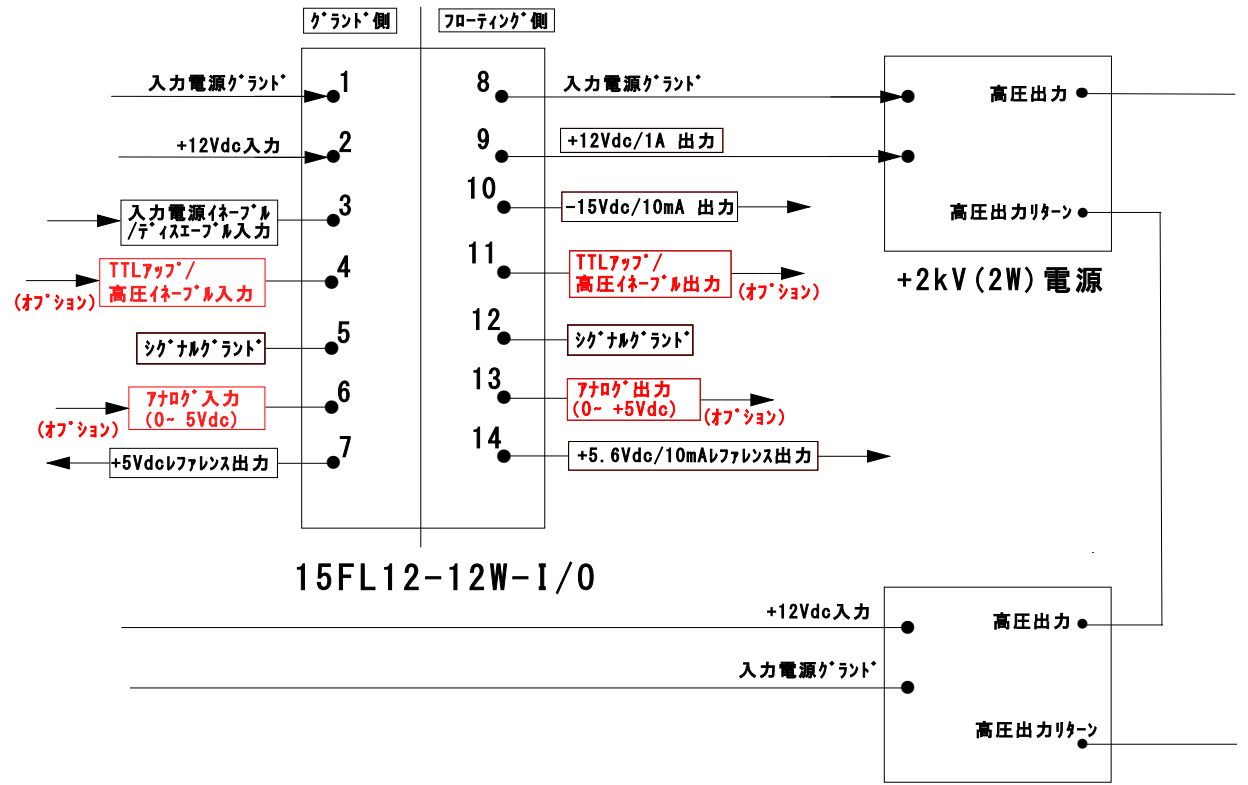 グランド側
フローティング側
入力電源グランド
1
+12Vdc入力
2
入力電源イネーブル
/ディスエーブル入力
3
TTLアップ/
高圧イネーブル入力
(オプション)
4
シグナルグランド
5
アナログ入力
(0~ 5Vdc)
(オプション)
6
+5Vdcレファレンス出力
7
8
入力電源グランド
9
+12Vdc/1A 出力
10
-15Vdc/10mA 出力
11
TTLアップ/
高圧イネーブル出力
(オプション)
12
シグナルグランド
13
アナログ出力
(0~ +5Vdc)
(オプション)
14
+5.6Vdc/10mAレファレンス出力
15FL12-12W-I/O
高圧出力
高圧出力リターン
+2kV(2W)電源
+12Vdc入力
入力電源グランド
高圧出力
高圧出力リターン